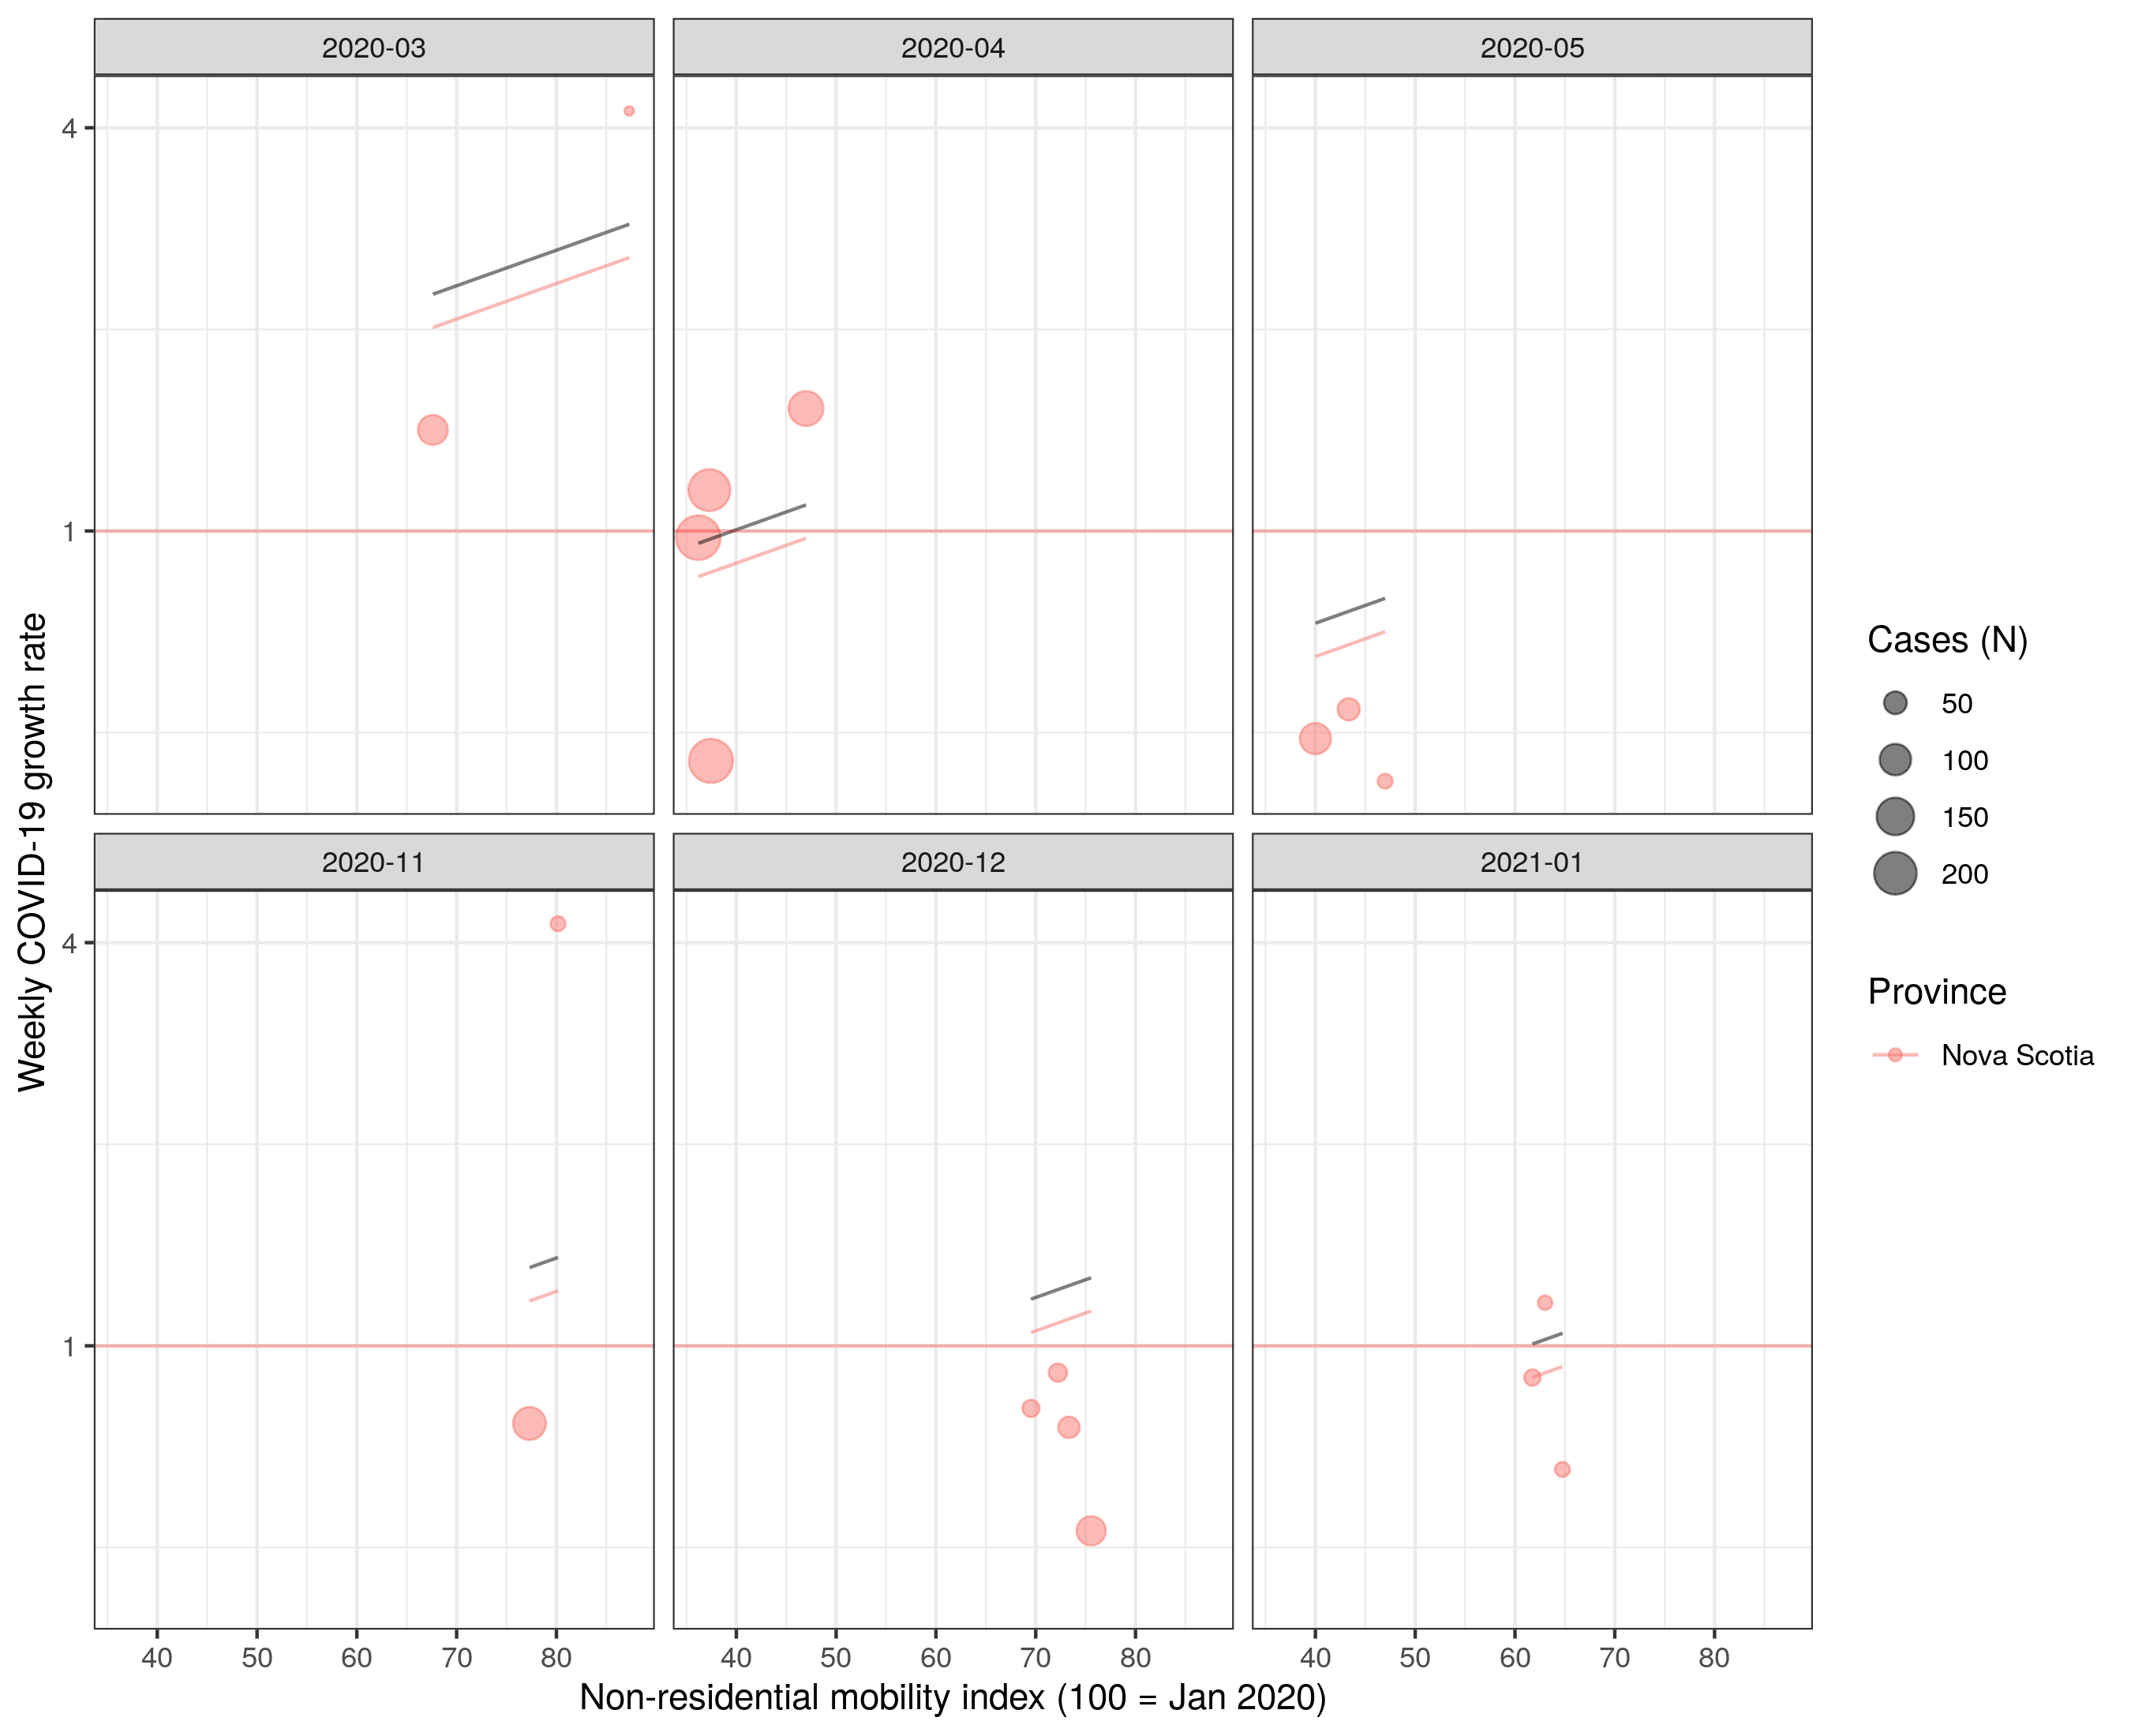 2020-03
2020-04
2020-05
4
1
2020-11
2020-12
2021-01
4
1
40 50 60 70 80
40 50 60 70 80
40 50 60 70 80
Non-residential mobility index (100 = Jan 2020)
Weekly COVID-19 growth rate
Cases (N)
50
100
150
200
Province
Nova Scotia